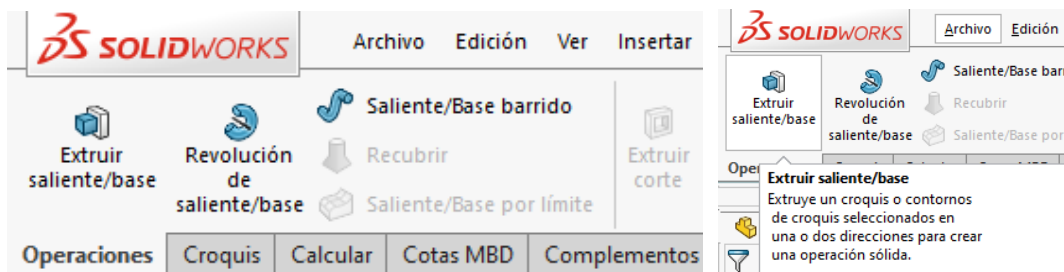 SOLIDWORKS Archivo Edición Ver Insertar
Extruir
saliente/base
Revolución
de
saliente/base
Saliente/Base barrido
Recubrir
Saliente/Base por límite
Extruir
corte
Operaciones Croquis Calcular Cotas MBD Complementos
SOLIDWORKS Archivo Edición
Extruir
saliente/base
Revolución
de
saliente/base
Saliente/Base
Recubrir
Saliente/Base por
Extruir saliente/base
Extruye un croquis o contornos
de croquis seleccionados en
una o dos direcciones para crear
una operación sólida.